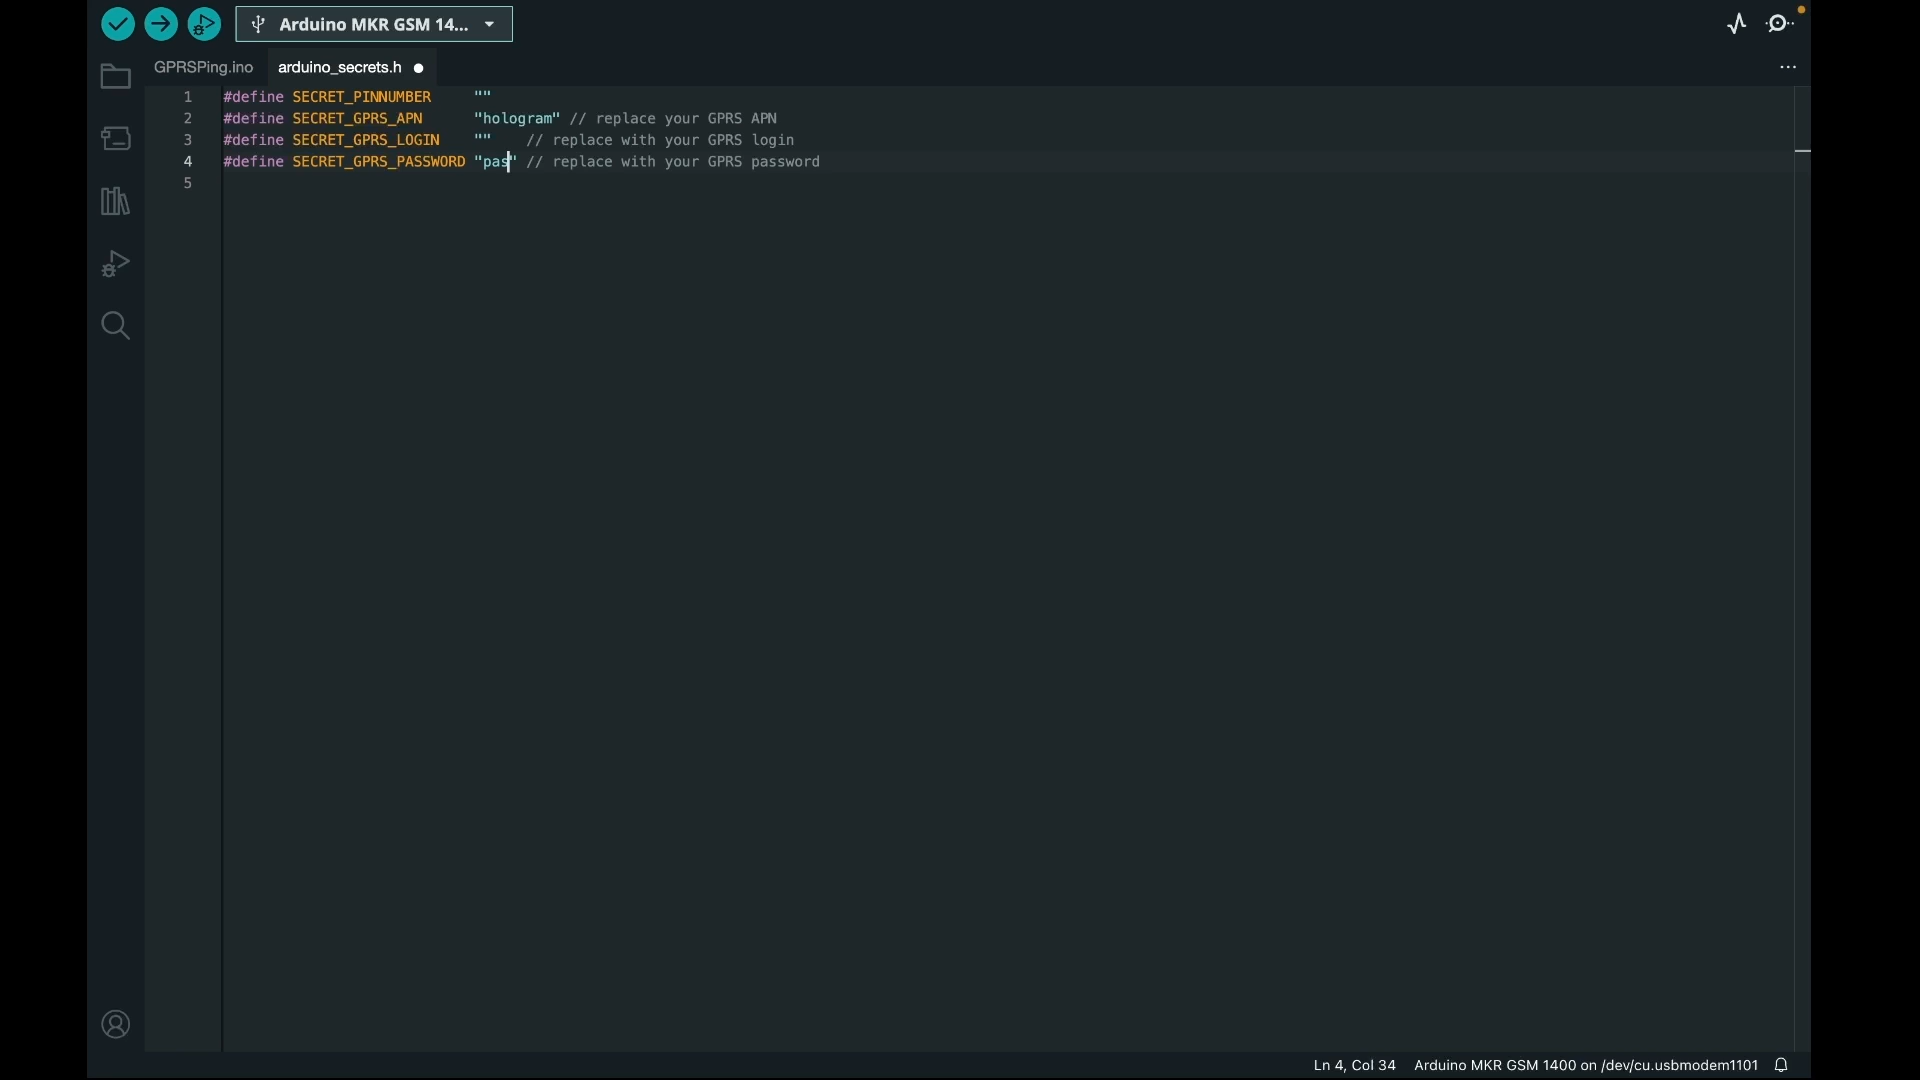 Arduino MKR GSM 14...
GPRSPing.ino
arduino_secrets.h
1 #define SECRET_PINNUMBER ""
2 #define SECRET_GPRS_APN "hologram" // replace your GPRS APN
3 #define SECRET_GPRS_LOGIN "" // replace with your GPRS login
4 #define SECRET_GPRS_PASSWORD "pas" // replace with your GPRS password
5
Ln 4, Col 34 Arduino MKR GSM 1400 on /dev/cu.usbmodem1101